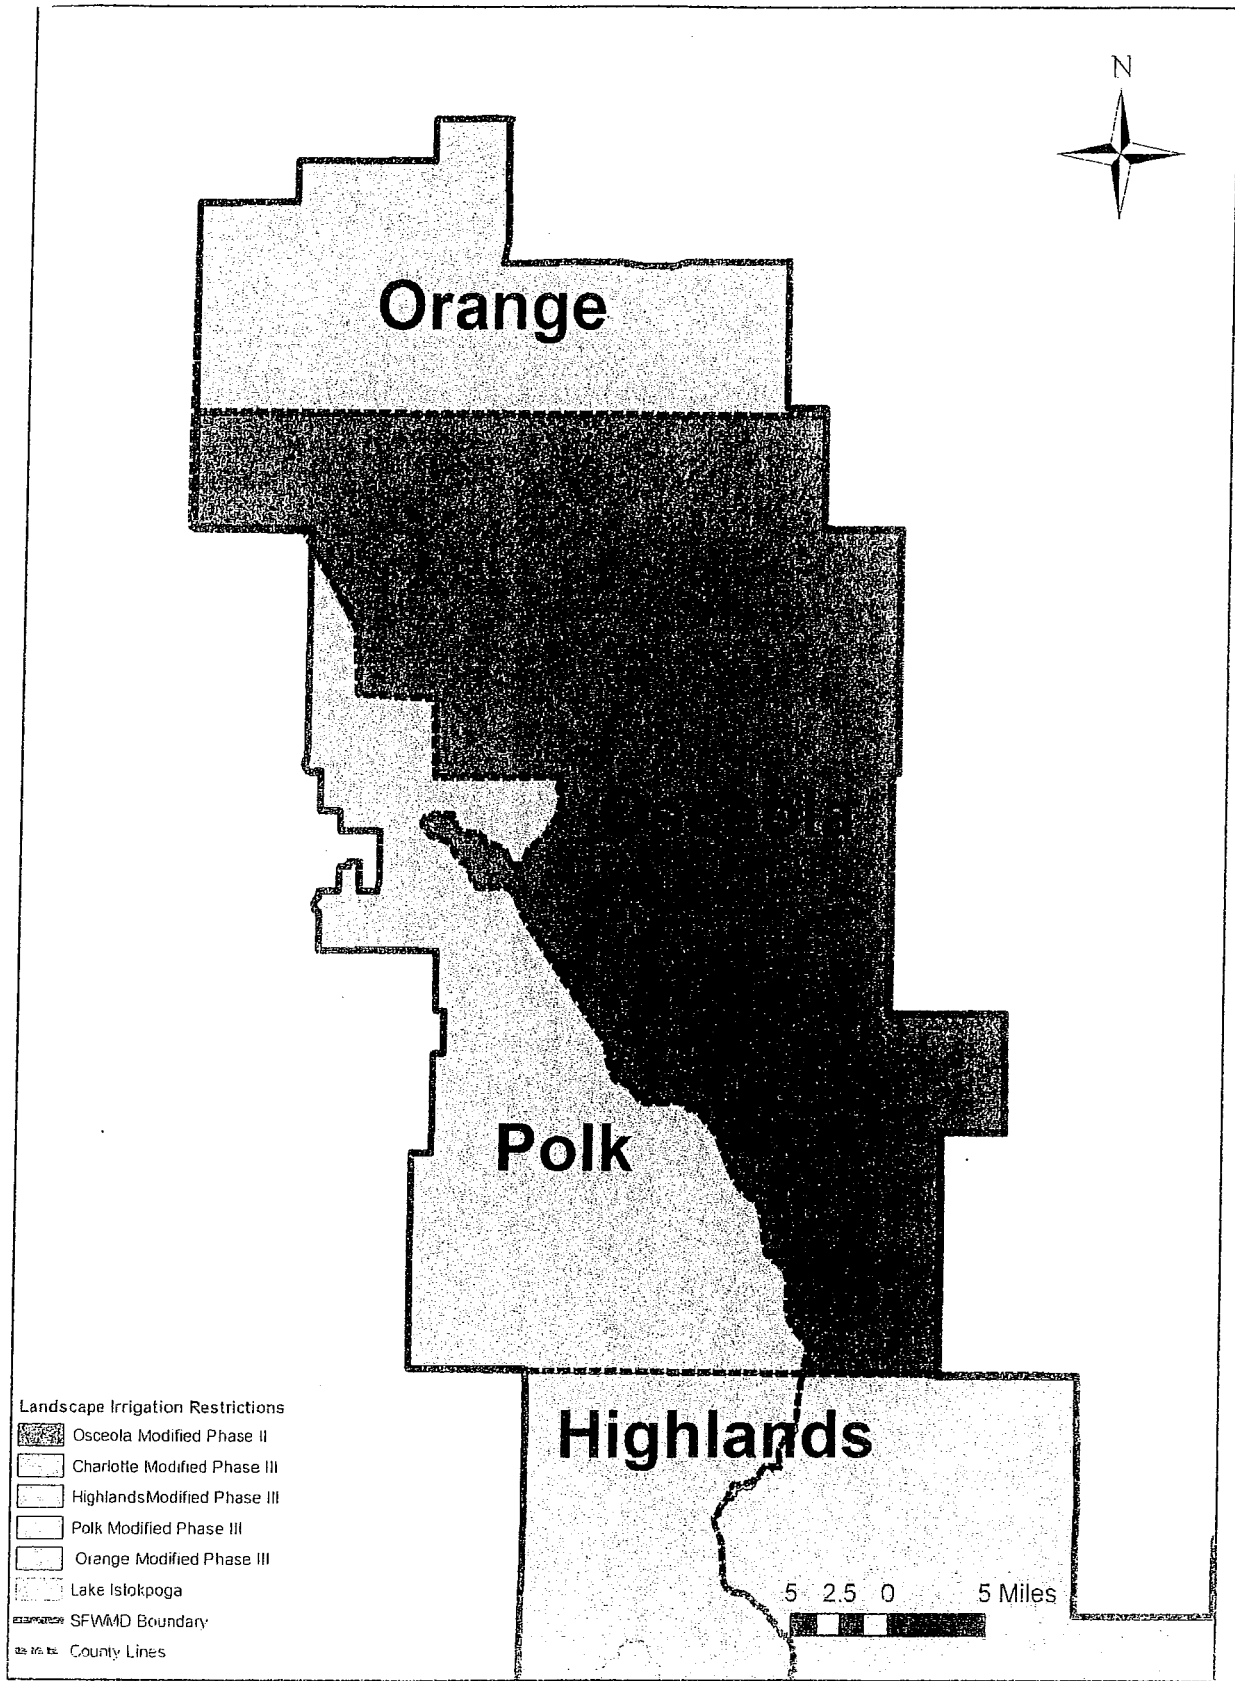 N
Orange
Osceola
Polk
Highlands
Landscape Irrigation Restrictions
Osceola Modified Phase II
Charlotte Modified Phase III
HighlandsModified Phase III
Polk Modified Phase III
Orange Modified Phase III
Lake Istokpoga
SFWMD Boundary
County Lines
5 2.5 0 5 Miles